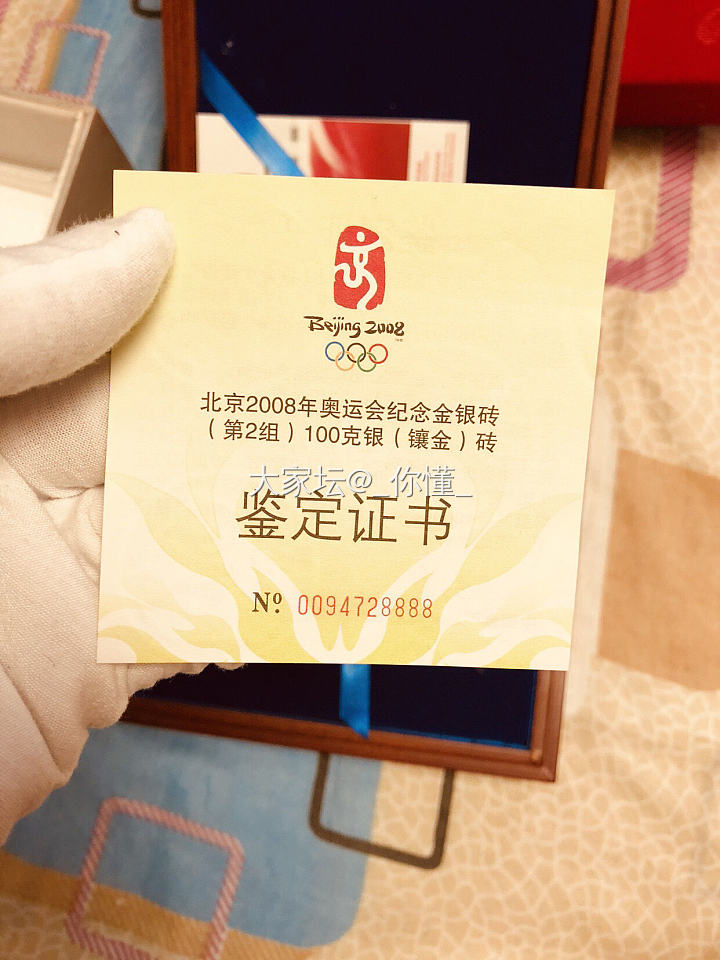 Beijing 2008
TM
北京2008年奥运会纪念金银砖
（第2组）100克银（镶金）砖
大家坛@_你懂_
鉴定证书
Nº. 0094728888